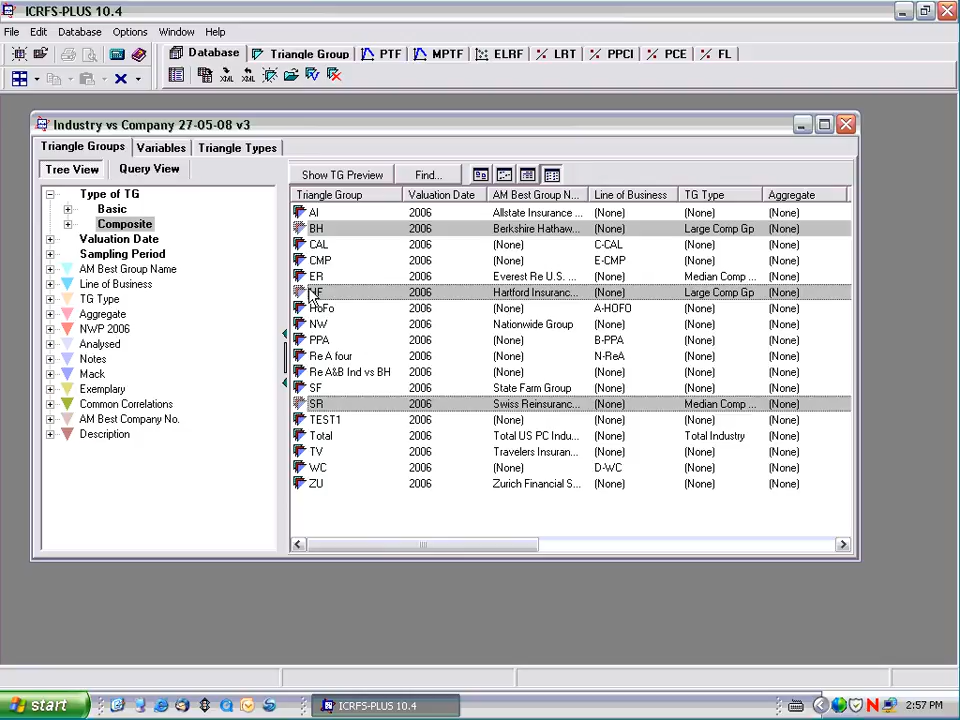 ICRFS-PLUS 10.4
File Edit Database Options Window Help
Database Triangle Group PTF MPTF ELRF LRT PPCI PCE FL
XML XML
Industry vs Company 27-05-08 v3
Triangle Groups Variables Triangle Types
Tree View Query View
Show TG Preview Find...
Type of TG
Basic
Composite
Valuation Date
Sampling Period
AM Best Group Name
Line of Business
TG Type
Aggregate
NWP 2006
Analysed
Notes
Mack
Exemplary
Common Correlations
AM Best Company No.
Description
Triangle Group Valuation Date AM Best Group N... Line of Business TG Type Aggregate
AI 2006 Allstate Insurance ... (None) (None) (None)
BH 2006 Berkshire Hathaw... (None) Large Comp Gp (None)
CAL 2006 (None) C-CAL (None) (None)
CMP 2006 (None) E-CMP (None) (None)
ER 2006 Everest Re U.S. ... (None) Median Comp ... (None)
2006 Hartford Insuranc... (None) Large Comp Gp (None)
HoFo 2006 (None) A-HOFO (None) (None)
NW 2006 Nationwide Group (None) (None) (None)
PPA 2006 (None) B-PPA (None) (None)
Re A four 2006 (None) N-ReA (None) (None)
Re A&B Ind vs BH 2006 (None) (None) (None) (None)
SF 2006 State Farm Group (None) (None) (None)
SR 2006 Swiss Reinsuranc... (None) Median Comp ... (None)
TEST1 2006 (None) (None) (None) (None)
Total 2006 Total US PC Indu... (None) Total Industry (None)
TV 2006 Travelers Insuran... (None) (None) (None)
WC 2006 (None) D-WC (None) (None)
ZU 2006 Zurich Financial S... (None) (None) (None)
start ICRFS-PLUS 10.4 2:57 PM